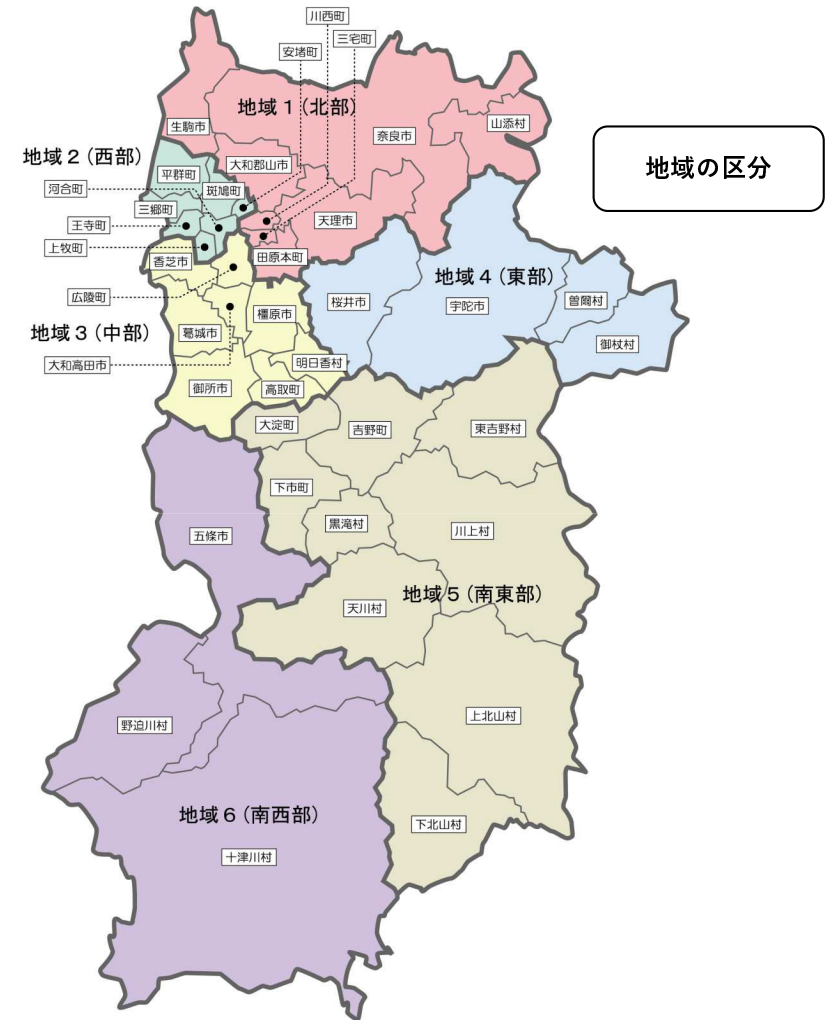 川西町
三宅町
安堵町
地域1(北部)
生駒市
奈良市
山添村
地域の区分
地域2(西部)
大和郡山市
平群町
河合町
斑鳩町
三郷町
天理市
王寺町
上牧町
香芝市
田原本町
地域4(東部)
広陵町
桜井市
宇陀市
曽爾村
橿原市
地域3(中部)
葛城市
御杖村
大和高田市
明日香村
御所市
高取町
大淀町
吉野町
東吉野村
下市町
黒滝村
川上村
五條市
地域5(南東部)
天川村
上北山村
野迫川村
地域6(南西部)
下北山村
十津川村